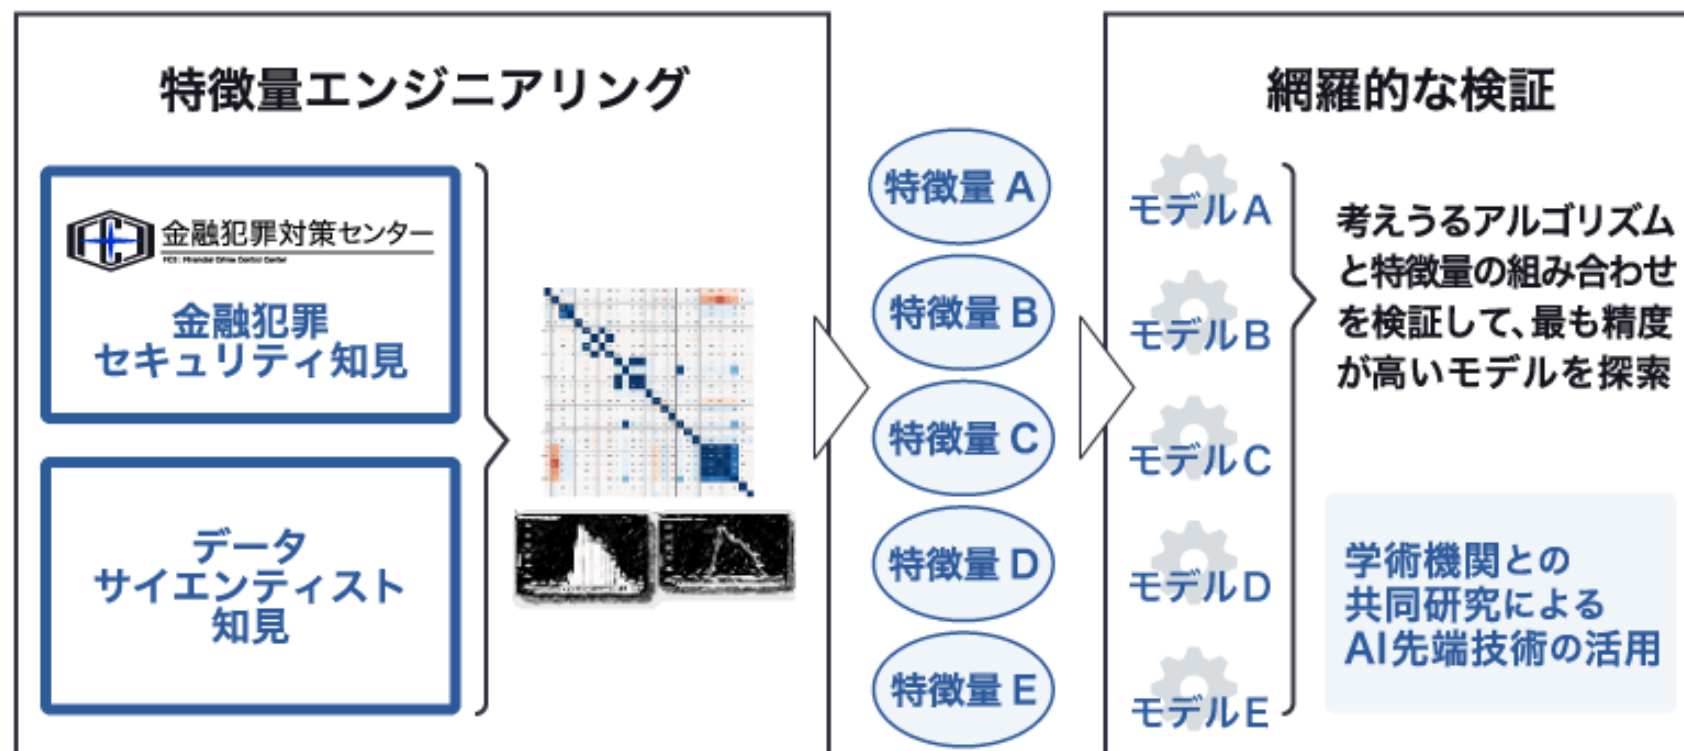 特徴量エンジニアリング
金融犯罪対策センター
FC3 : Financial Crime Control Center
金融犯罪
セキュリティ知見
データ
サイエンティスト
知見
特徴量 A
特徴量 B
特徴量 C
特徴量 D
特徴量 E
網羅的な検証
モデル A
モデル B
モデル C
モデル D
モデル E
考えうるアルゴリズム
と特徴量の組み合わせ
を検証して、最も精度
が高いモデルを探索
学術機関との
共同研究による
AI先端技術の活用